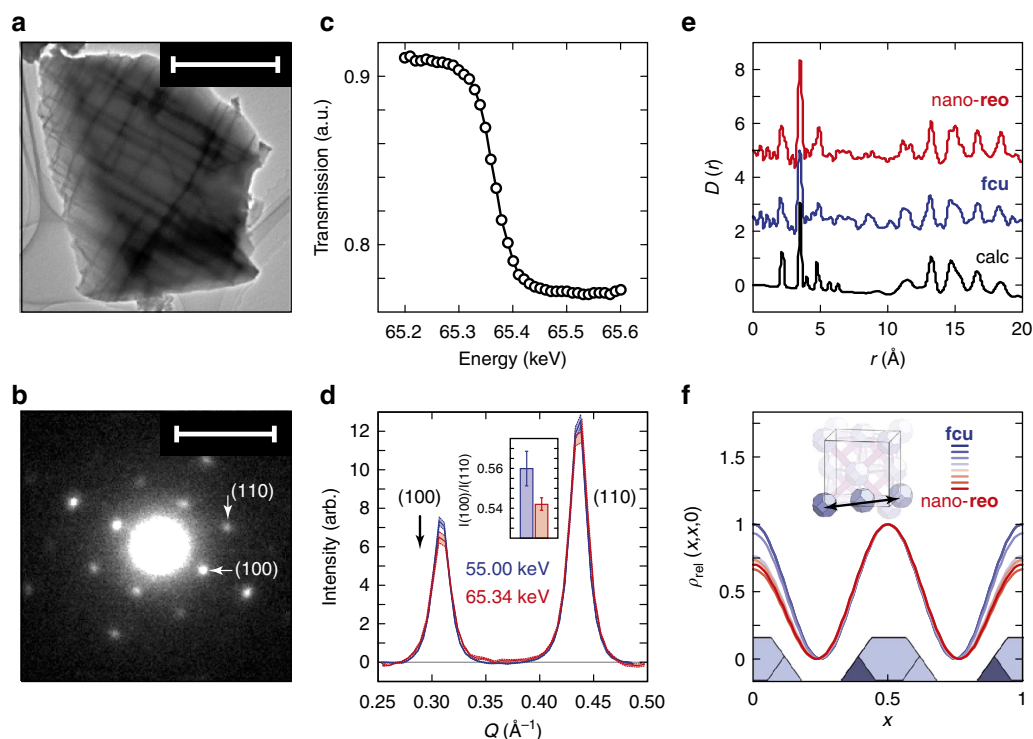 a
b
(110)
(100)
c
0.9
0.8
Transmission (a.u.)
65.2 65.3 65.4 65.5 65.6
Energy (keV)
d
12
10
8
6
4
2
0
Intensity (arb.)
(100)
(110)
I(100)/I(110)
0.56
0.54
55.00 keV
65.34 keV
0.25 0.30 0.35 0.40 0.45 0.50
Q (Å⁻¹)
e
8
6
4
2
0
D (r)
nano-reo
fcu
calc
0 5 10 15 20
r (Å)
f
1.5
1
0.5
0
ρrel (x,x,0)
fcu
nano-reo
0 0.5 1
x